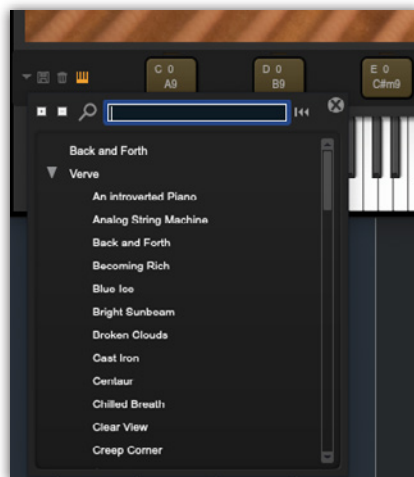 C 0 D 0 E 0
A9 B9 C#m9
Back and Forth
Verve
An introverted Piano
Analog String Machine
Back and Forth
Becoming Rich
Blue Ice
Bright Sunbeam
Broken Clouds
Cast Iron
Centaur
Chilled Breath
Clear View
Creep Corner